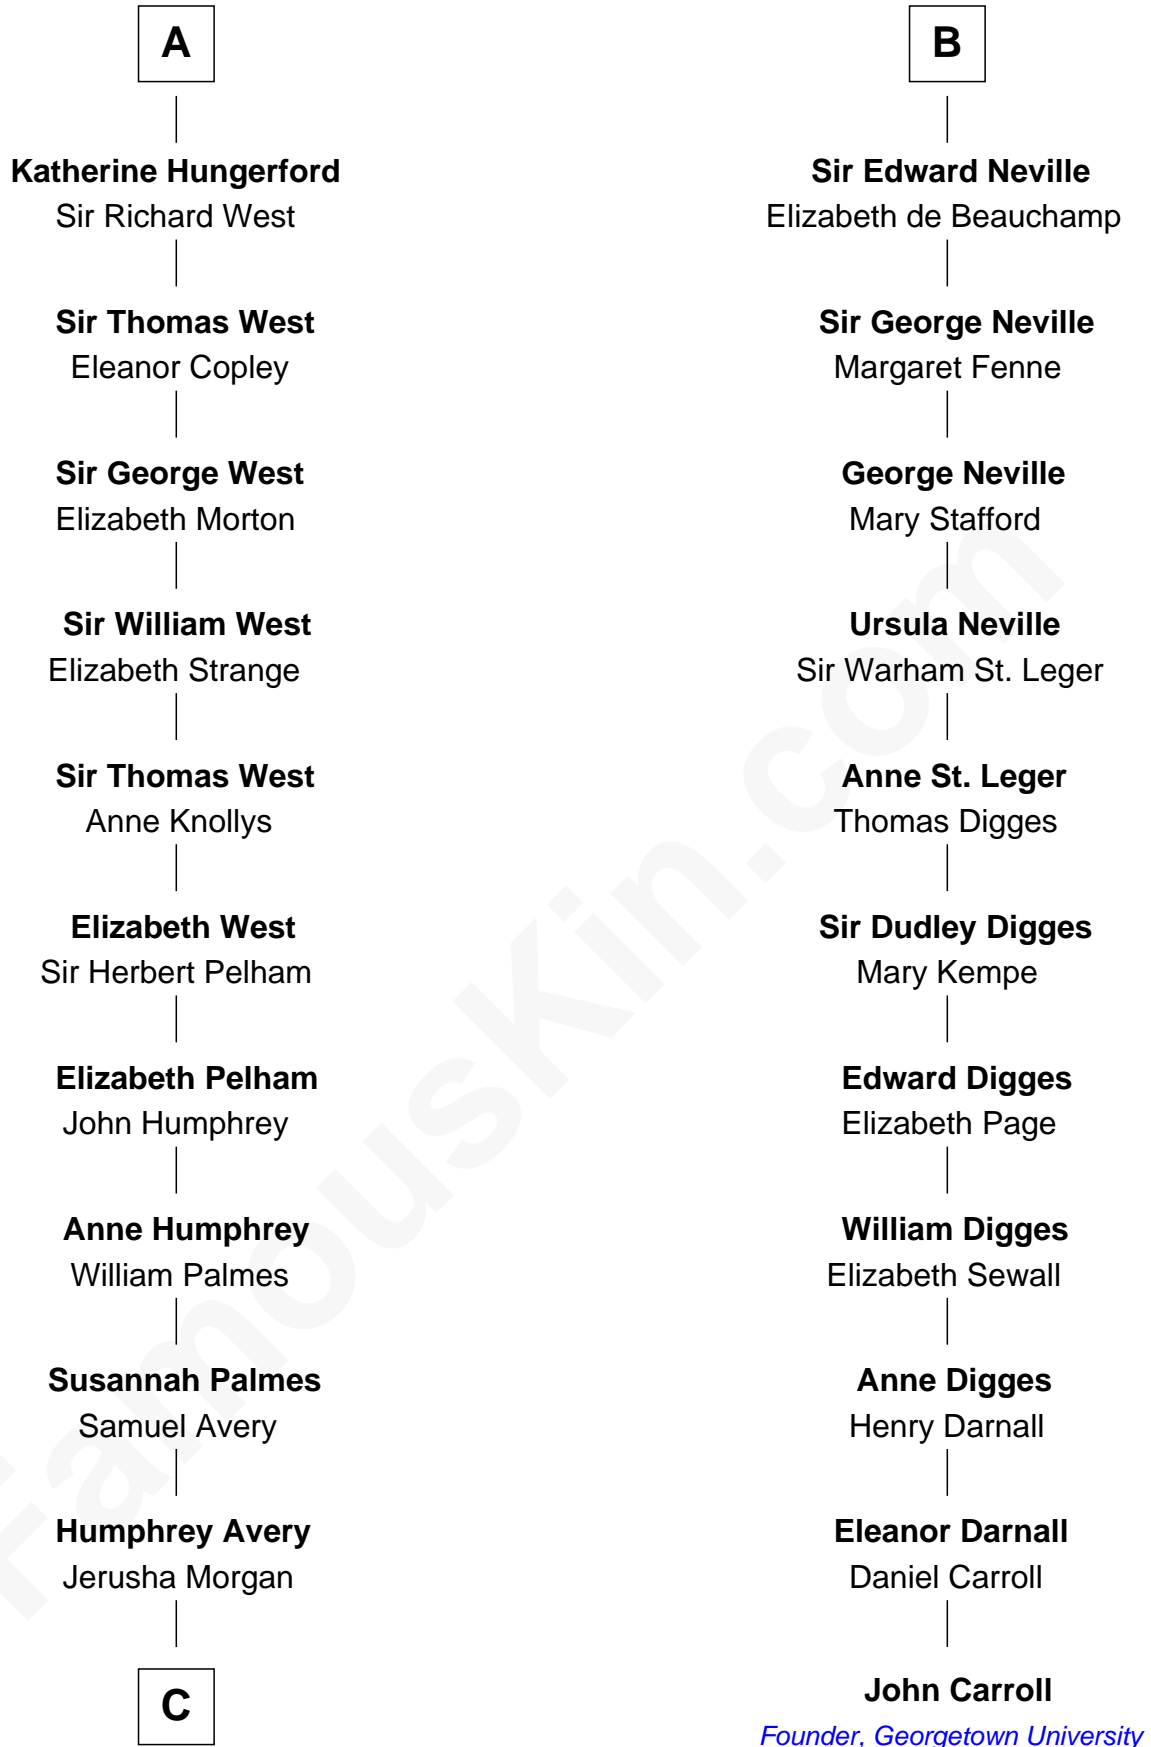 A
Katherine Hungerford
Sir Richard West
Sir Thomas West
Eleanor Copley
Sir George West
Elizabeth Morton
Sir William West
Elizabeth Strange
Sir Thomas West
Anne Knollys
Elizabeth West
Sir Herbert Pelham
Elizabeth Pelham
John Humphrey
Anne Humphrey
William Palmes
Susannah Palmes
Samuel Avery
Humphrey Avery
Jerusha Morgan
C
B
Sir Edward Neville
Elizabeth de Beauchamp
Sir George Neville
Margaret Fenne
George Neville
Mary Stafford
Ursula Neville
Sir Warham St. Leger
Anne St. Leger
Thomas Digges
Sir Dudley Digges
Mary Kempe
Edward Digges
Elizabeth Page
William Digges
Elizabeth Sewall
Anne Digges
Henry Darnall
Eleanor Darnall
Daniel Carroll
John Carroll
Founder, Georgetown University
FamousKin.com